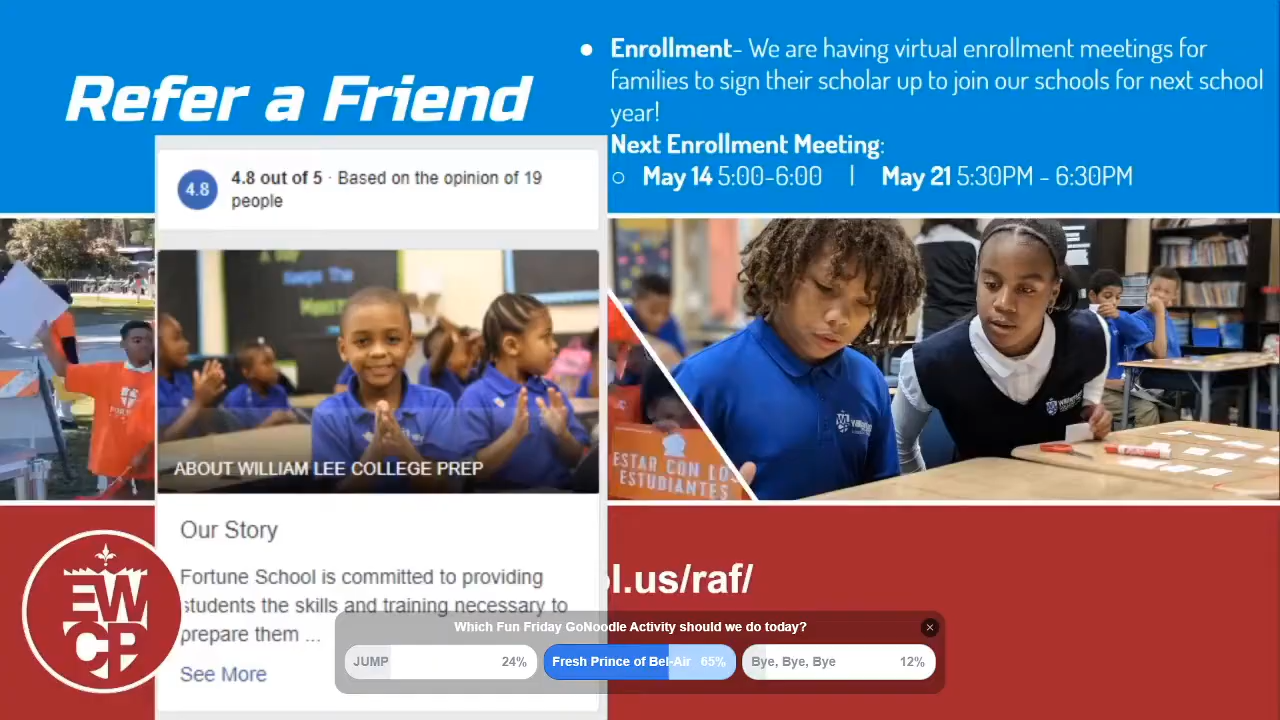 Refer a Friend
● Enrollment- We are having virtual enrollment meetings for
families to sign their scholar up to join our schools for next school
year!
Next Enrollment Meeting:
○ May 14 5:00-6:00 | May 21 5:30PM - 6:30PM
4.8
4.8 out of 5 · Based on the opinion of 19
people
ABOUT WILLIAM LEE COLLEGE PREP
ESTAR CON LOS
ESTUDIANTES
Our Story
Fortune School is committed to providing
students the skills and training necessary to
prepare them ...
See More
l.us/raf/
EW
CP
Which Fun Friday GoNoodle Activity should we do today?
JUMP 24%
Fresh Prince of Bel-Air 65%
Bye, Bye, Bye 12%